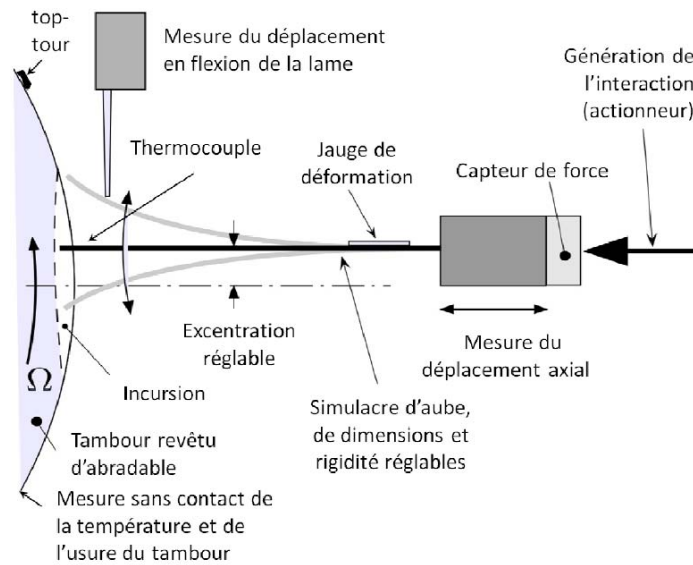 top-
tour
Mesure du déplacement
en flexion de la lame
Génération de
l'interaction
(actionneur)
Thermocouple
Jauge de
déformation
Capteur de force
Excentration
réglable
Mesure du
déplacement axial
Ω
Incursion
Simulacre d'aube,
de dimensions et
rigidité réglables
Tambour revêtu
d'abradable
Mesure sans contact de
la température et de
l'usure du tambour